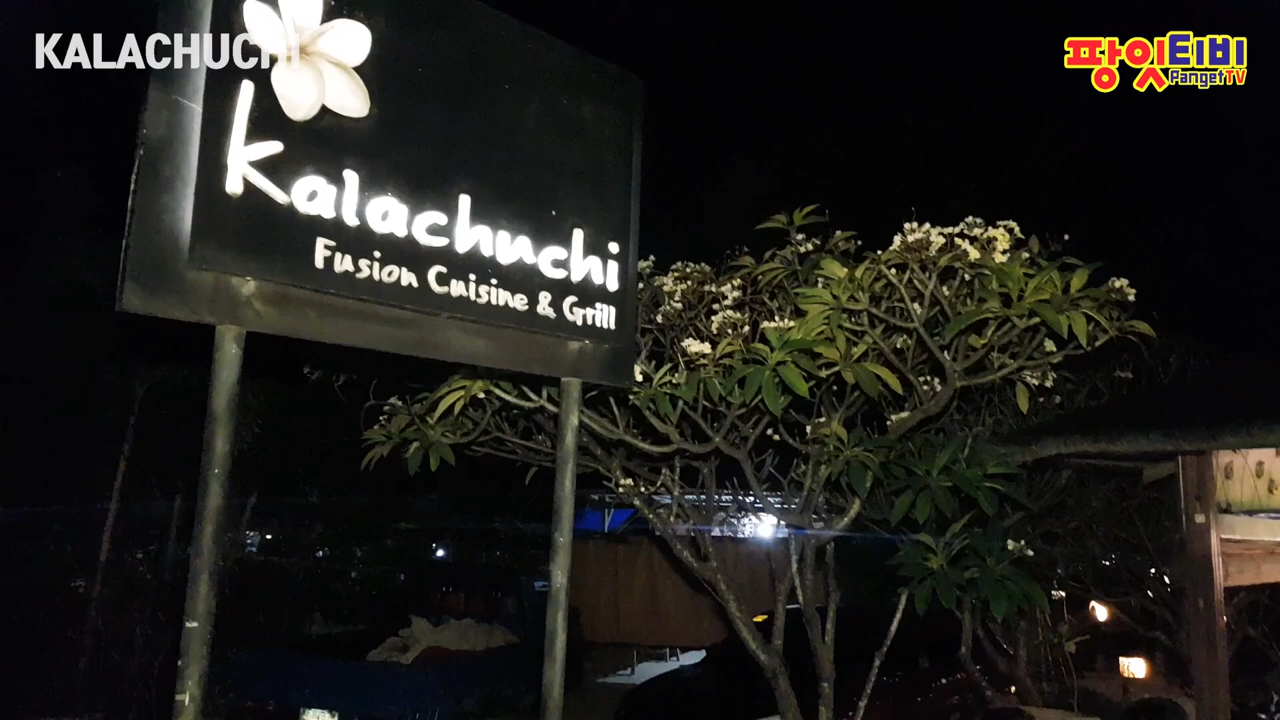 KALACHUCHI
팡잇티비
PangetTV
Kalachuchi
Fusion Cuisine & Grill